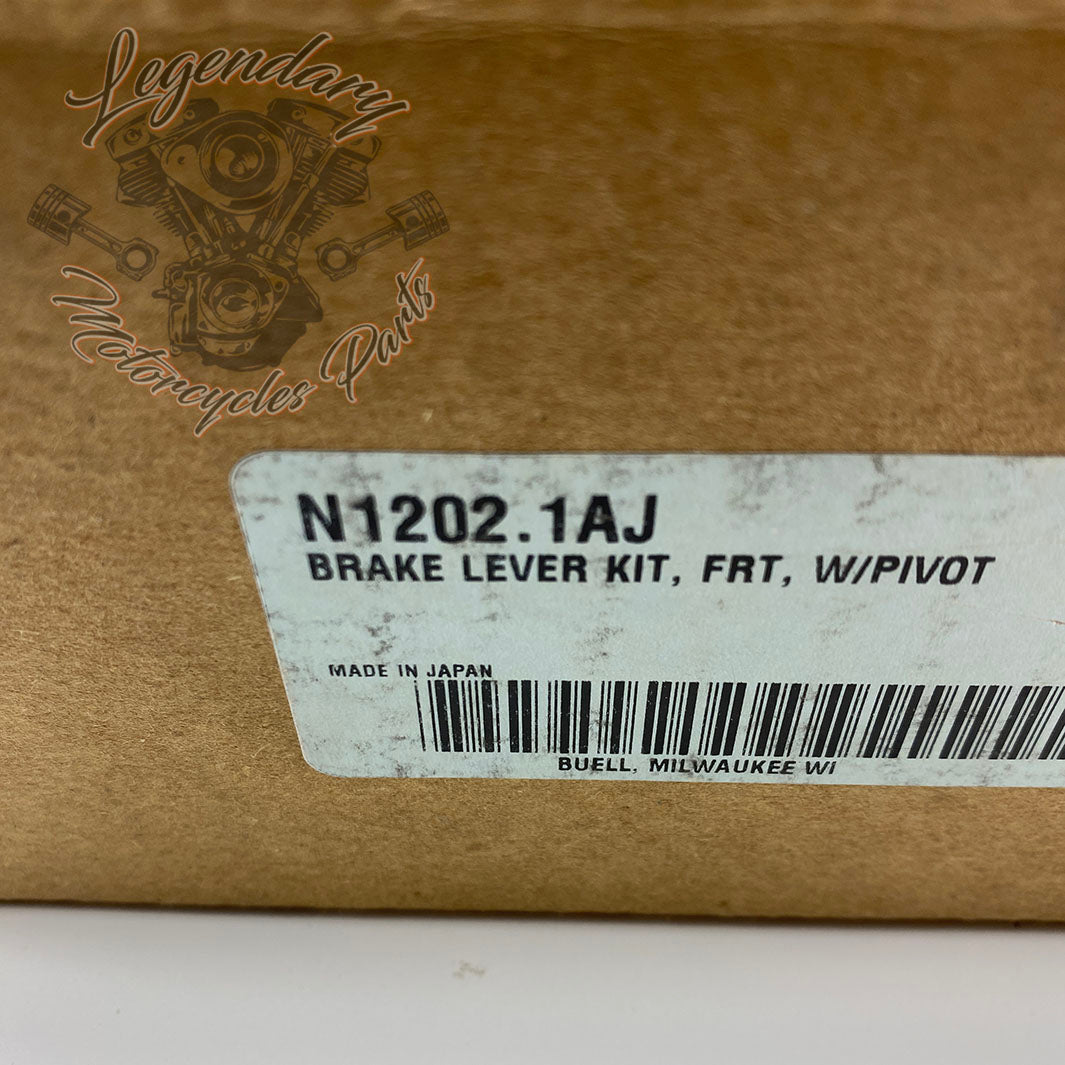 Legendary
Motorcycles Parts
N1202.1AJ
BRAKE LEVER KIT, FRT, W/PIVOT
MADE IN JAPAN
BUELL, MILWAUKEE WI